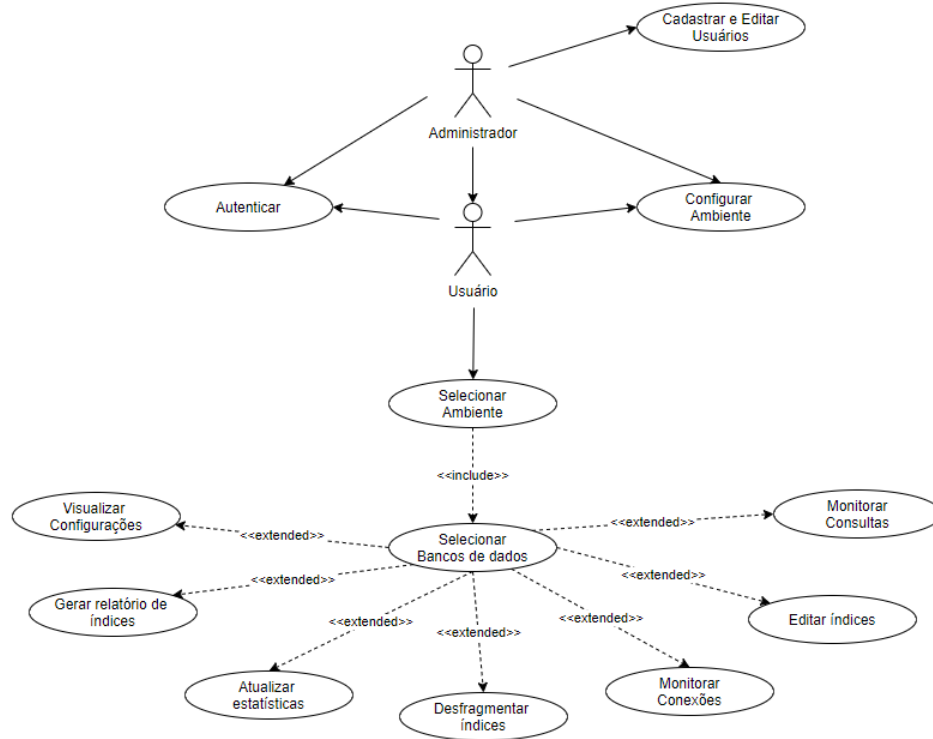 Cadastrar e Editar
Usuários
Administrador
Autenticar
Configurar
Ambiente
Usuário
Selecionar
Ambiente
<<include>>
Visualizar
Configurações
<<extended>>
Selecionar
Bancos de dados
<<extended>>
Monitorar
Consultas
Gerar relatório de
índices
<<extended>>
<<extended>>
Editar índices
<<extended>>
<<extended>>
<<extended>>
Atualizar
estatísticas
Desfragmentar
índices
Monitorar
Conexões